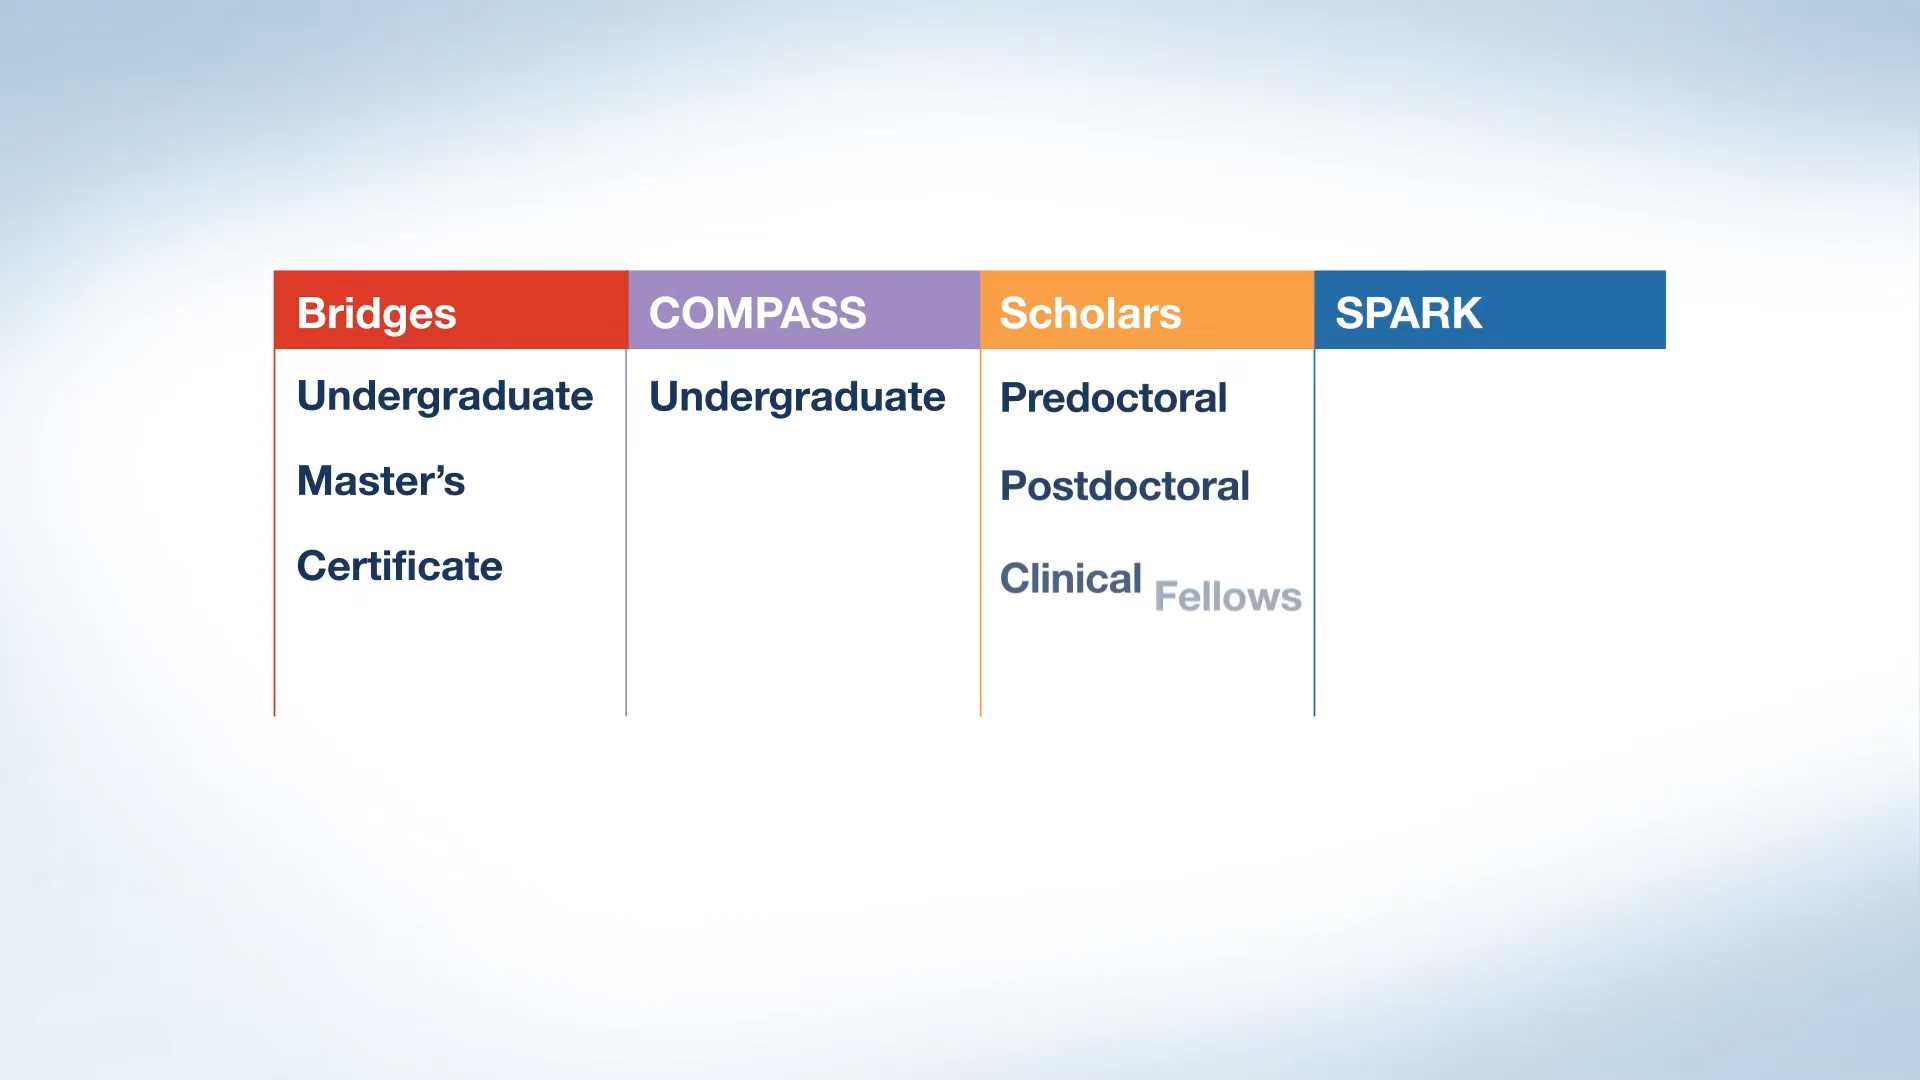 Bridges
Undergraduate
Master’s
Certificate
COMPASS
Undergraduate
Scholars
Predoctoral
Postdoctoral
Clinical Fellows
SPARK